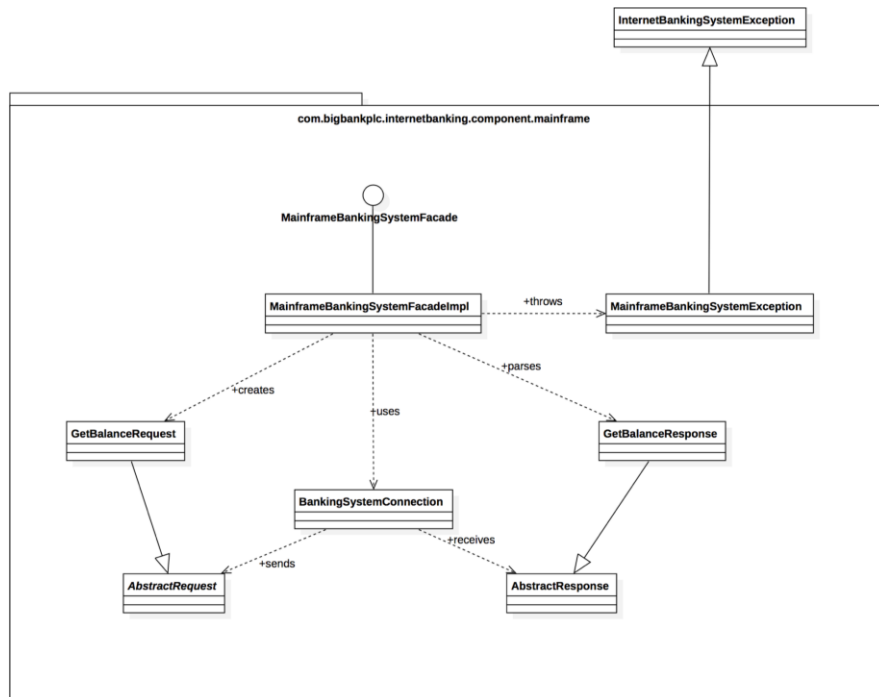 InternetBankingSystemException
com.bigbankplc.internetbanking.component.mainframe
MainframeBankingSystemFacade
MainframeBankingSystemFacadeImpl
+throws
MainframeBankingSystemException
+creates
+uses
+parses
GetBalanceRequest
GetBalanceResponse
BankingSystemConnection
+sends
+receives
AbstractRequest
AbstractResponse